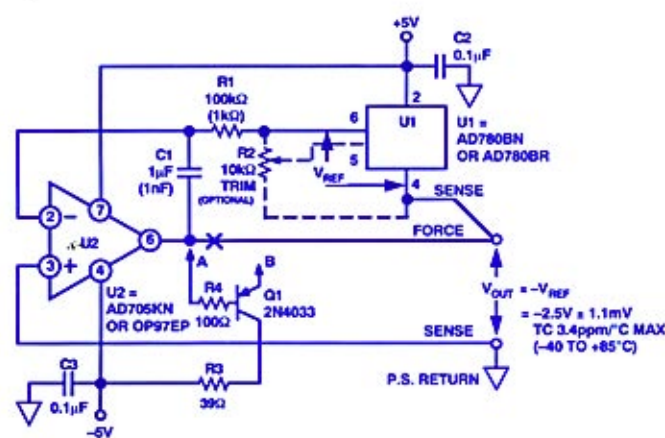 +5V
C2
0.1µF
R1
100kΩ
(1kΩ)
2
6
U1
U1 =
AD780BN
OR AD780BR
5
4
R2
10kΩ
TRIM
(OPTIONAL)
VREF
C1
1µF
(1nF)
SENSE
FORCE
7
2
−
U2
6
3
+
4
A
B
U2 =
AD705KN
OR OP97EP
R4
100Ω
Q1
2N4033
VOUT = −VREF
= −2.5V ± 1.1mV
TC 3.4ppm/°C MAX
(−40 TO +85°C)
SENSE
P.S. RETURN
C3
0.1µF
R3
39Ω
−5V